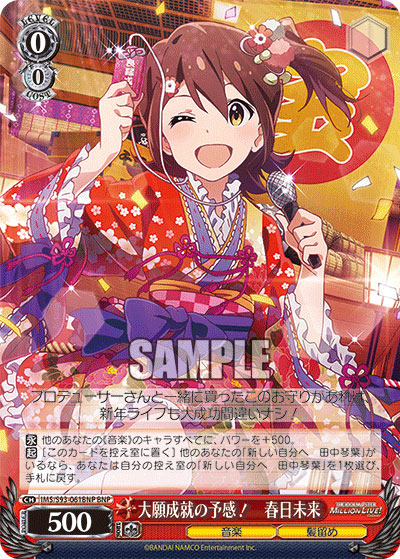 LEVEL
0
0
COST
SAMPLE
プロデューサーさんと一緒に買ったこのお守りがあれば、
新年ライブも大成功間違いナシ!
永 他のあなたの《音楽》のキャラすべてに、パワーを+500。
起 [このカードを控え室に置く] 他のあなたの「新しい自分へ 田中琴葉」がい
るなら、あなたは自分の控え室の「新しい自分へ 田中琴葉」を1枚選び、手札に
戻す。
CH IMS/S93-061BNP BNP
500
大願成就の予感! 春日未来
THE IDOLM@STER
MILLION LIVE!
音楽
髪留め
©BANDAI NAMCO Entertainment Inc.